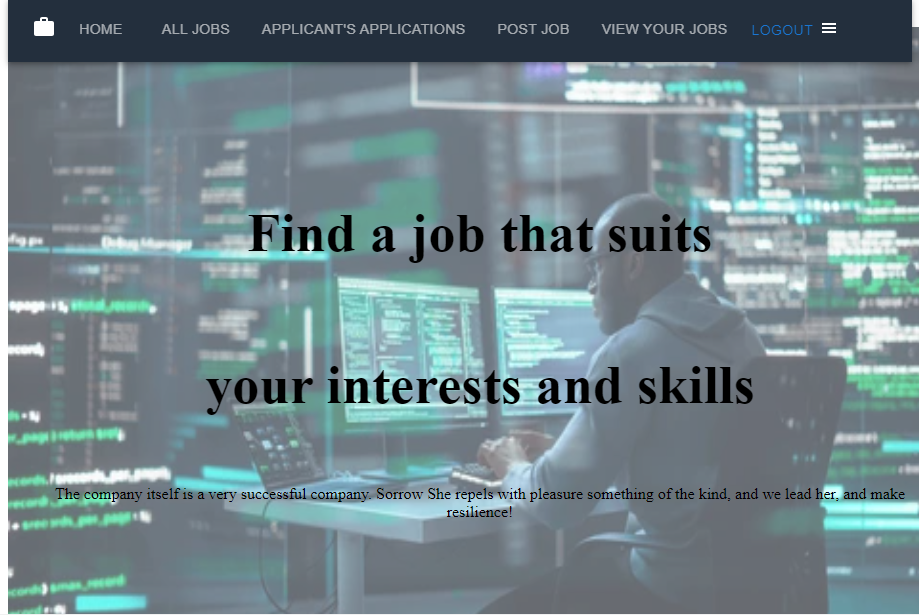 HOME ALL JOBS APPLICANT'S APPLICATIONS POST JOB VIEW YOUR JOBS LOGOUT
Debug Manager
Find a job that suits
your interests and skills
The company itself is a very successful company. Sorrow She repels with pleasure something of the kind, and we lead her, and make
resilience!